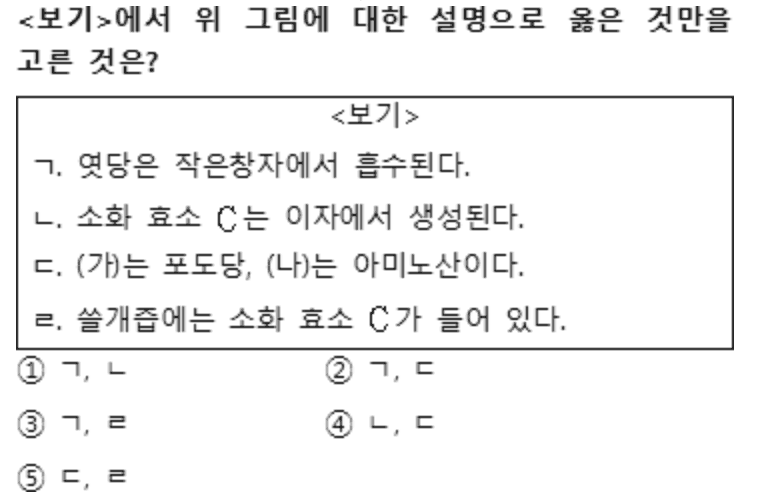 <보기>에서 위 그림에 대한 설명으로 옳은 것만을
고른 것은?
<보기>
ㄱ. 엿당은 작은창자에서 흡수된다.
ㄴ. 소화 효소 C는 이자에서 생성된다.
ㄷ. (가)는 포도당, (나)는 아미노산이다.
ㄹ. 쓸개즙에는 소화 효소 C가 들어 있다.
① ㄱ, ㄴ ② ㄱ, ㄷ
③ ㄱ, ㄹ ④ ㄴ, ㄷ
⑤ ㄷ, ㄹ